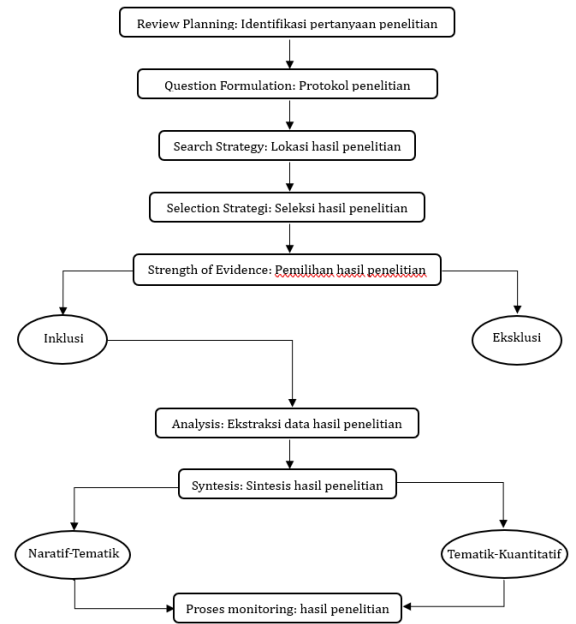 Review Planning: Identifikasi pertanyaan penelitian
Question Formulation: Protokol penelitian
Search Strategy: Lokasi hasil penelitian
Selection Strategi: Seleksi hasil penelitian
Strength of Evidence: Pemilihan hasil penelitian
Inklusi
Eksklusi
Analysis: Ekstraksi data hasil penelitian
Syntesis: Sintesis hasil penelitian
Naratif-Tematik
Tematik-Kuantitatif
Proses monitoring: hasil penelitian